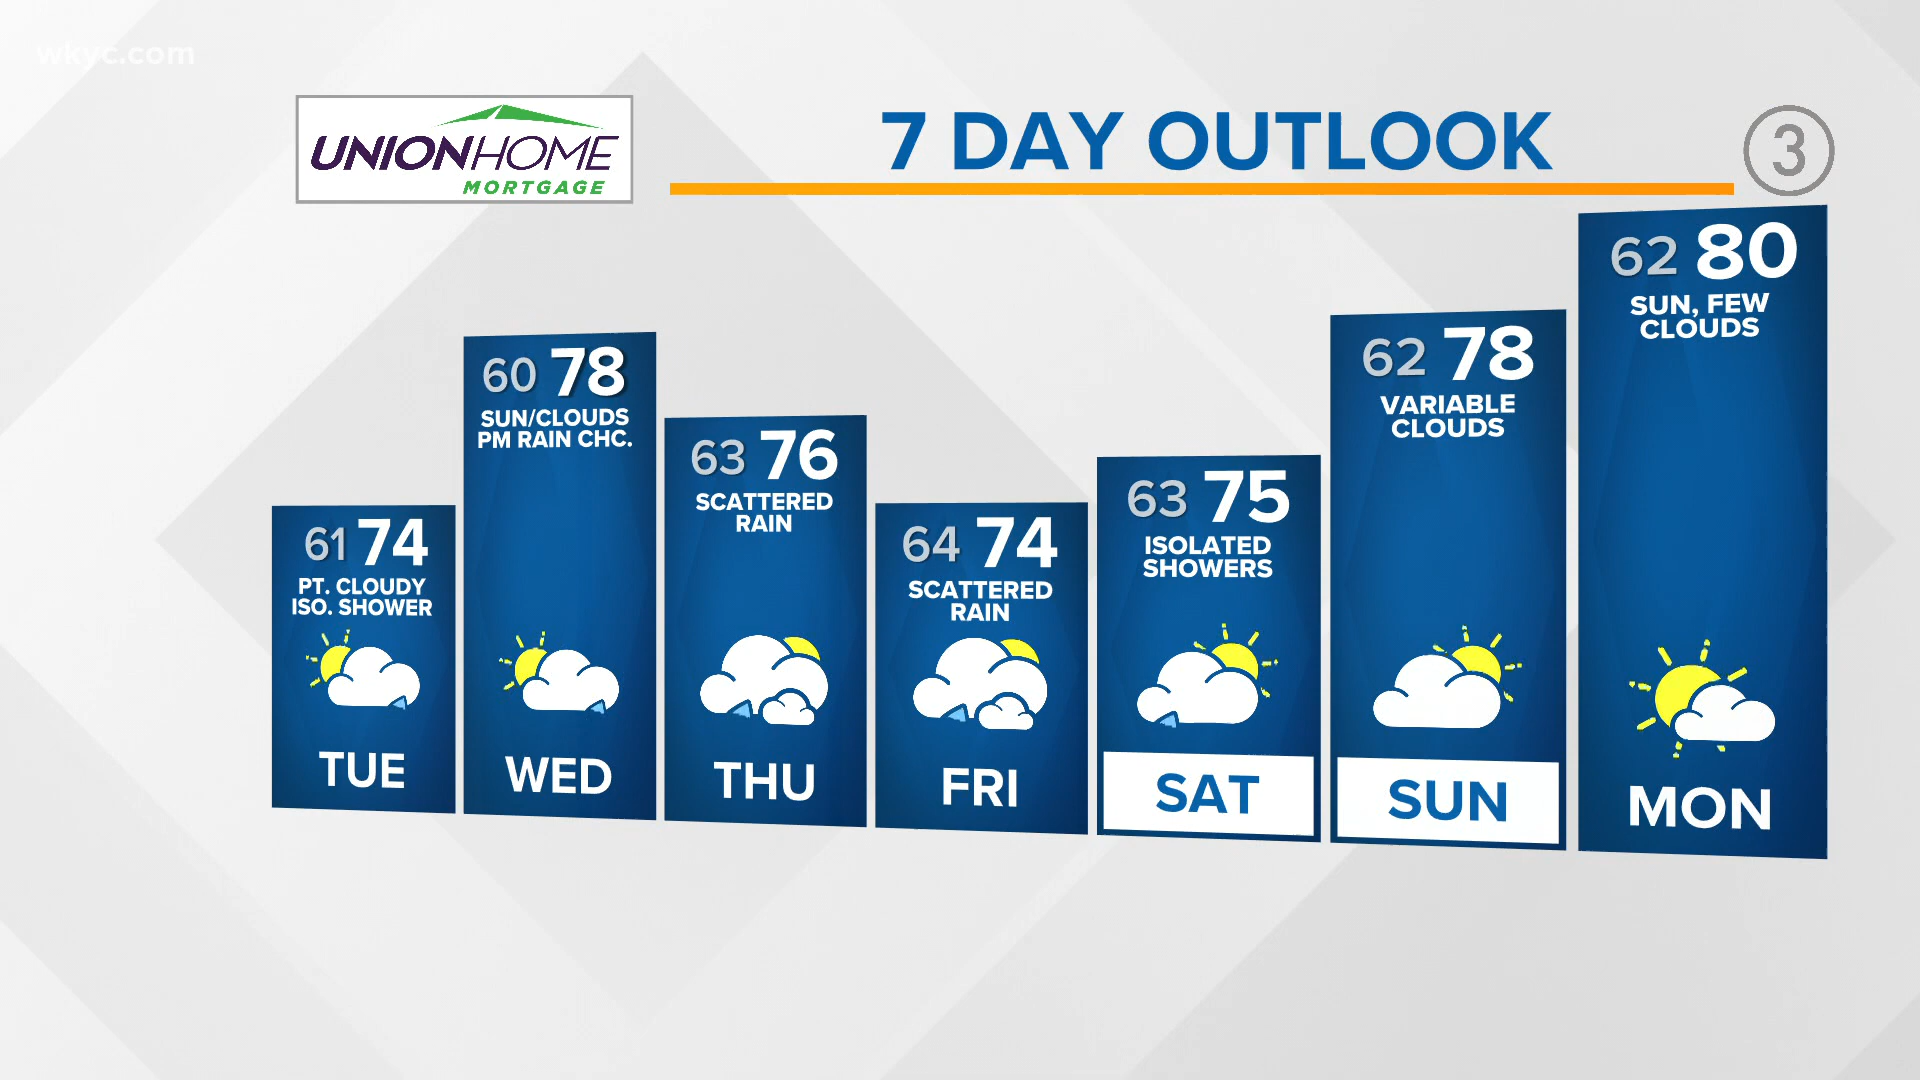 wkyc.com
UNIONHOME
MORTGAGE
7 DAY OUTLOOK
3
61 74
PT. CLOUDY
ISO. SHOWER
TUE
60 78
SUN/CLOUDS
PM RAIN CHC.
WED
63 76
SCATTERED
RAIN
THU
64 74
SCATTERED
RAIN
FRI
63 75
ISOLATED
SHOWERS
SAT
62 78
VARIABLE
CLOUDS
SUN
62 80
SUN, FEW
CLOUDS
MON